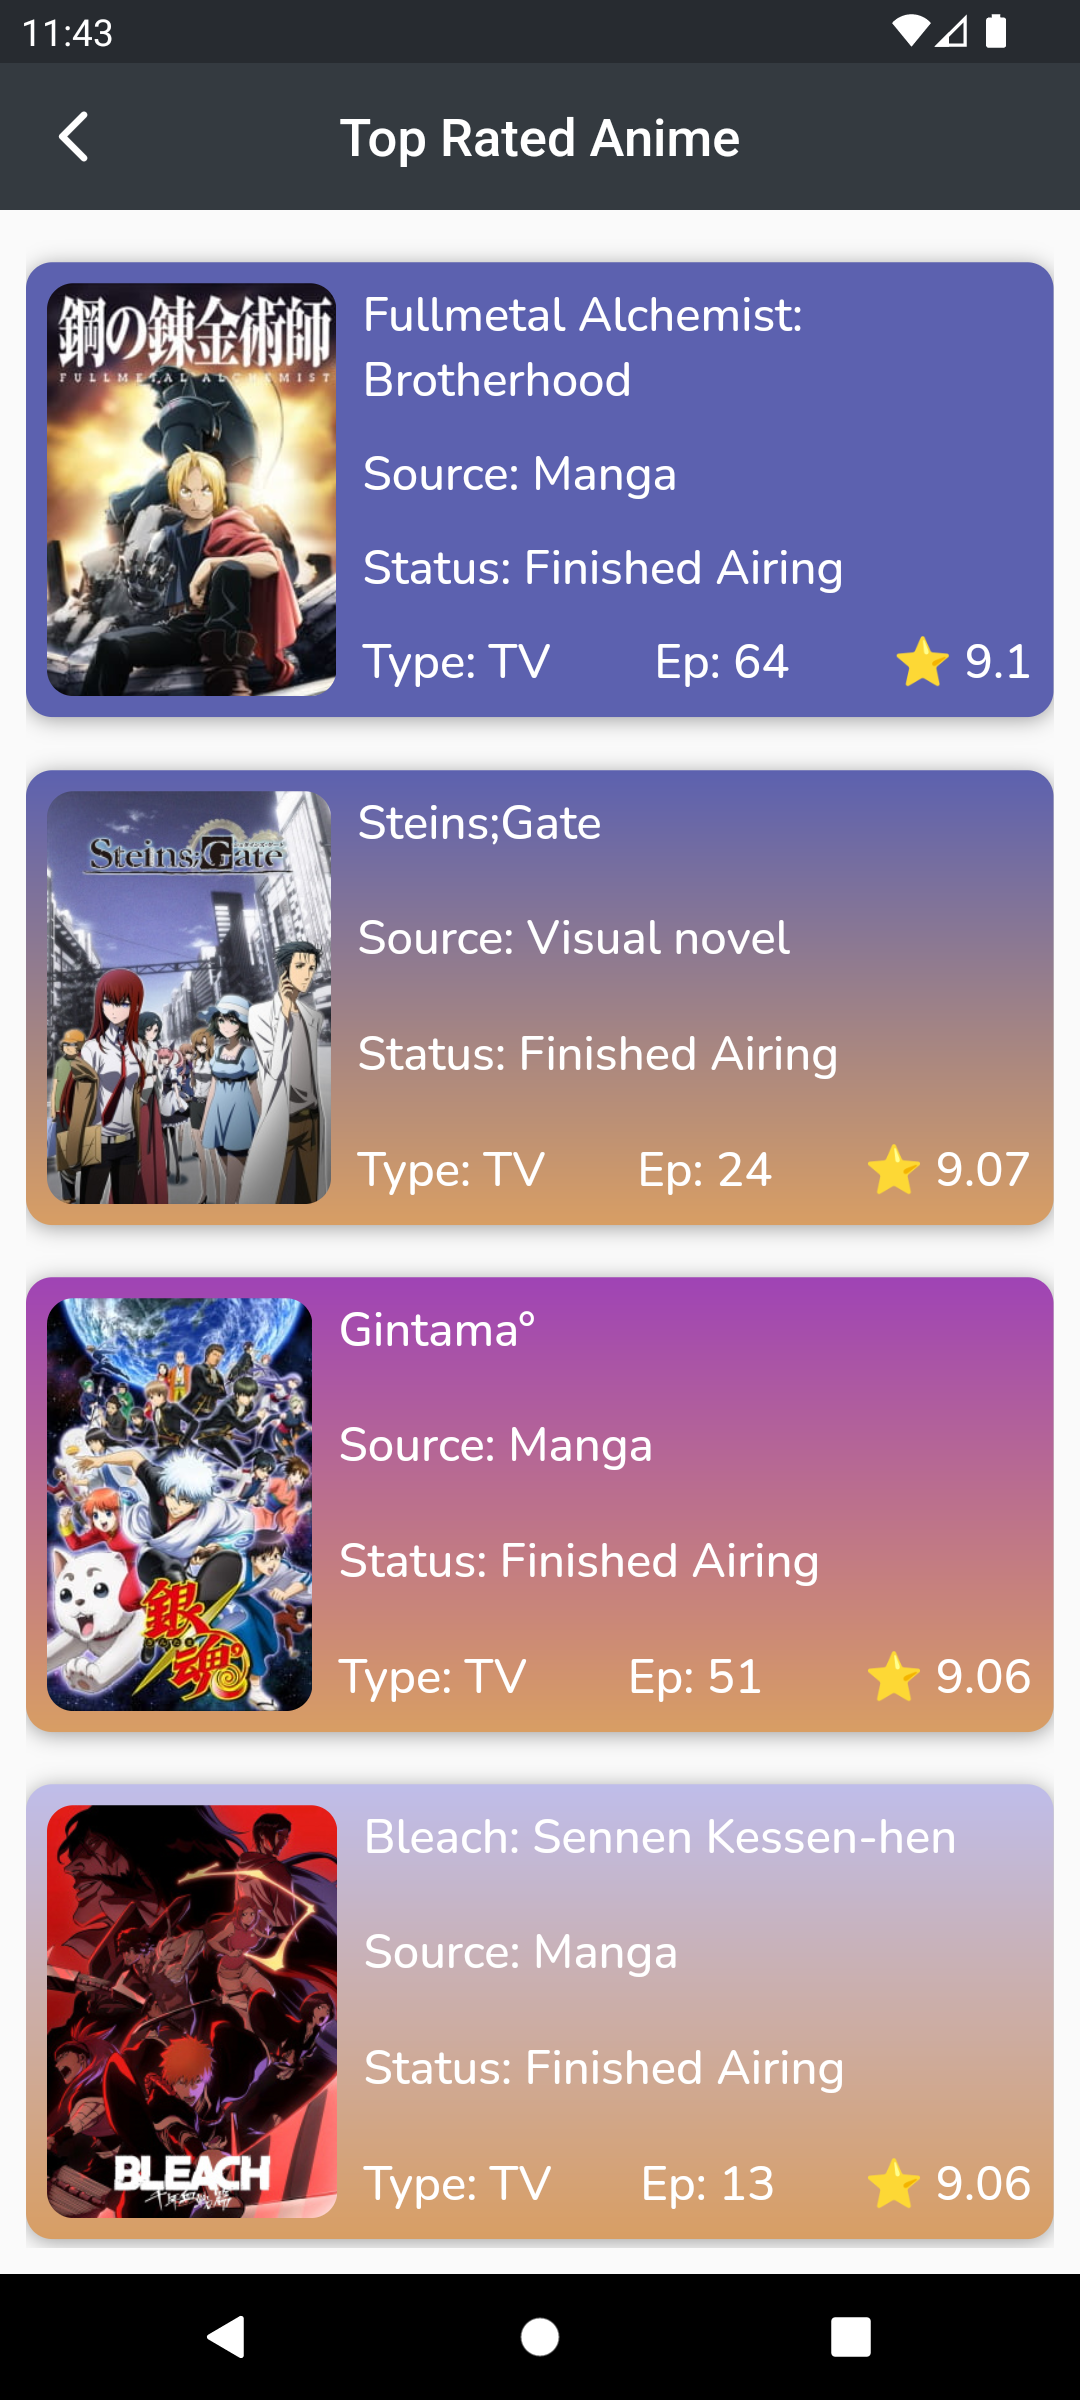 11:43
Top Rated Anime
鋼の錬金術師
FULLMETAL ALCHEMIST
Fullmetal Alchemist:
Brotherhood
Source: Manga
Status: Finished Airing
Type: TV Ep: 64 ⭐ 9.1
Steins;Gate
Steins;Gate
Source: Visual novel
Status: Finished Airing
Type: TV Ep: 24 ⭐ 9.07
Gintama°
Source: Manga
Status: Finished Airing
銀魂°
Type: TV Ep: 51 ⭐ 9.06
Bleach: Sennen Kessen-hen
Source: Manga
Status: Finished Airing
BLEACH
千年血戦篇
Type: TV Ep: 13 ⭐ 9.06